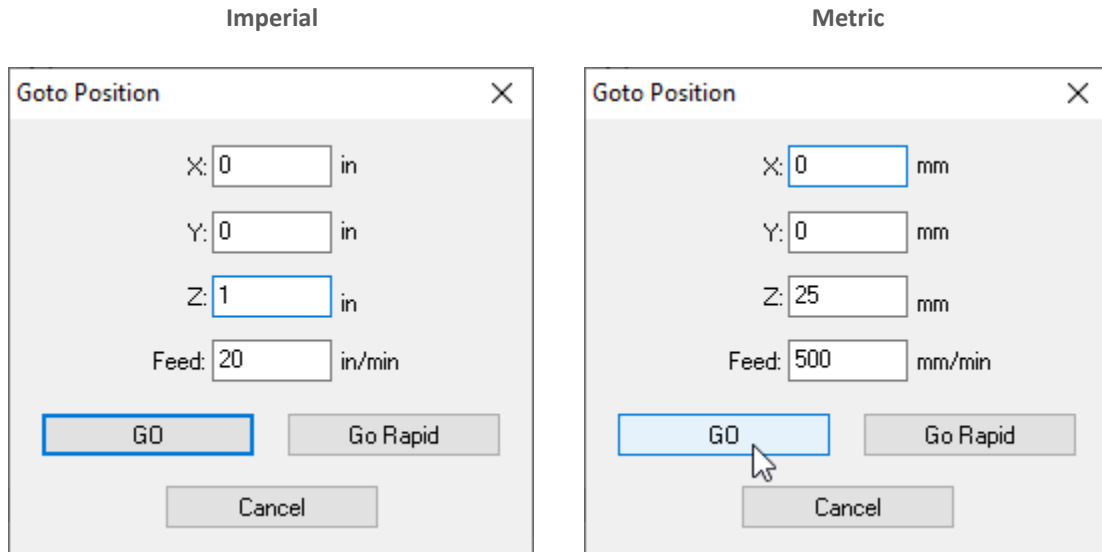 Imperial
Metric
Goto Position
X: 0 in
Y: 0 in
Z: 1 in
Feed: 20 in/min
GO Go Rapid
Cancel
Goto Position
X: 0 mm
Y: 0 mm
Z: 25 mm
Feed: 500 mm/min
GO Go Rapid
Cancel